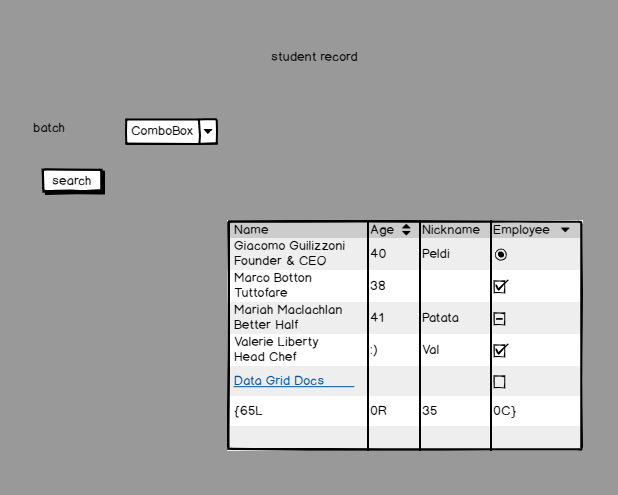 student record
batch
ComboBox
search
Name Age Nickname Employee
Giacomo Guilizzoni
Founder & CEO
40 Peldi
Marco Botton
Tuttofare
38
Mariah Maclachlan
Better Half
41 Patata
Valerie Liberty
Head Chef
:) Val
Data Grid Docs
{65L 0R 35 0C}